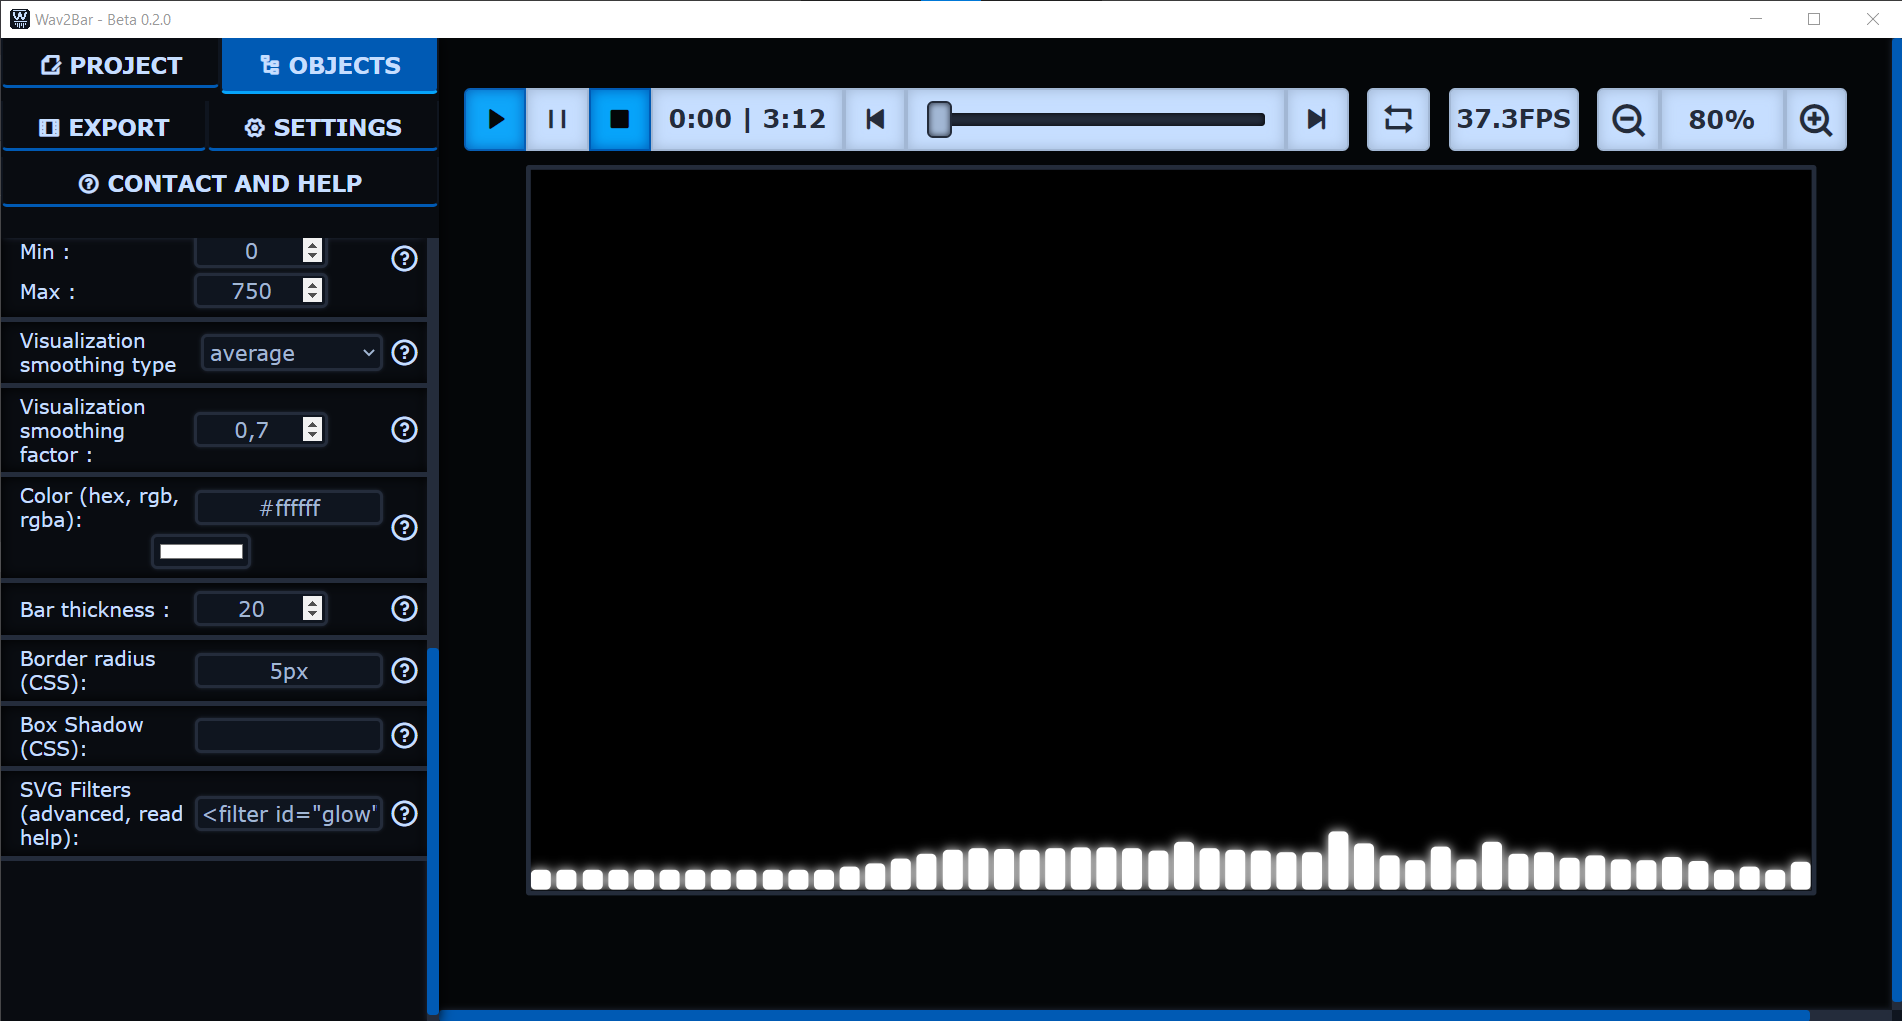 Wav2Bar - Beta 0.2.0
PROJECT
OBJECTS
EXPORT
SETTINGS
CONTACT AND HELP
0:00 | 3:12
37.3FPS
80%
Min :
0
Max :
750
Visualization
smoothing type
average
Visualization
smoothing
factor :
0,7
Color (hex, rgb,
rgba):
#ffffff
Bar thickness :
20
Border radius
(CSS):
5px
Box Shadow
(CSS):
SVG Filters
(advanced, read
help):
<filter id="glow"